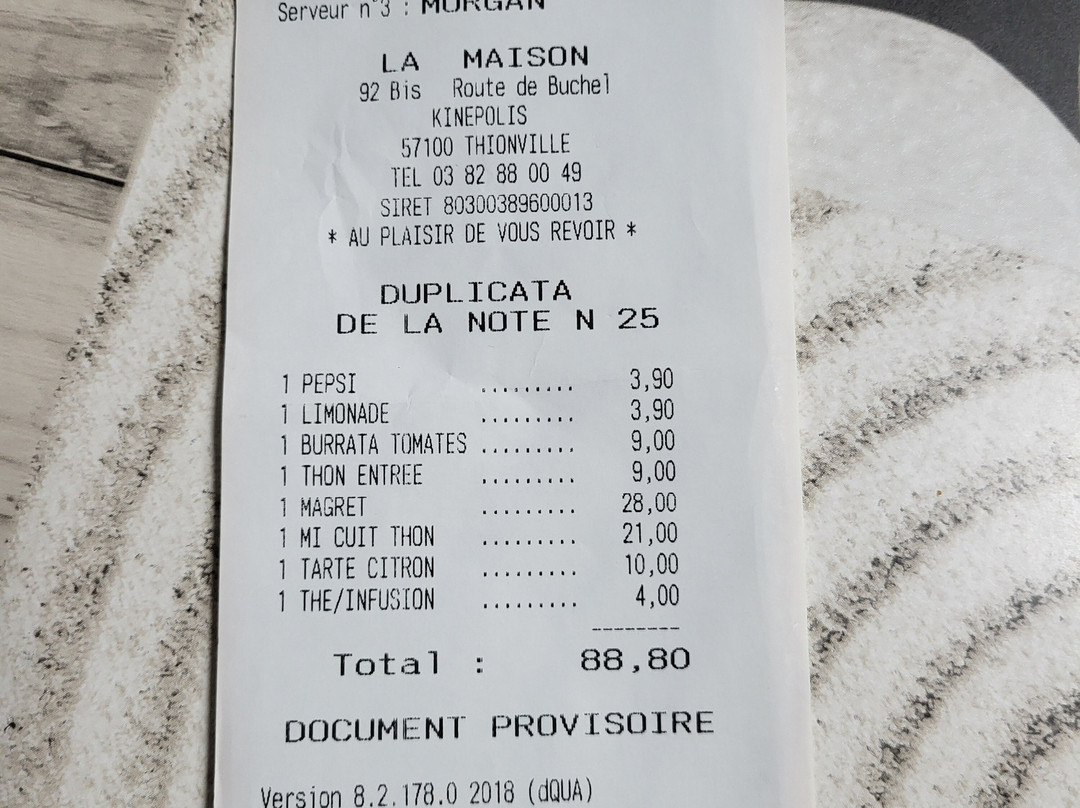 Serveur n°3 : MORGAN
LA MAISON
92 Bis Route de Buchel
KINEPOLIS
57100 THIONVILLE
TEL 03 82 88 00 49
SIRET 80300389600013
* AU PLAISIR DE VOUS REVOIR *
DUPLICATA
DE LA NOTE N 25
1 PEPSI ......... 3,90
1 LIMONADE ......... 3,90
1 BURRATA TOMATES ......... 9,00
1 THON ENTREE ......... 9,00
1 MAGRET ......... 28,00
1 MI CUIT THON ......... 21,00
1 TARTE CITRON ......... 10,00
1 THE/INFUSION ......... 4,00
--------
Total : 88,80
DOCUMENT PROVISOIRE
Version 8.2.178.0 2018 (dQUA)